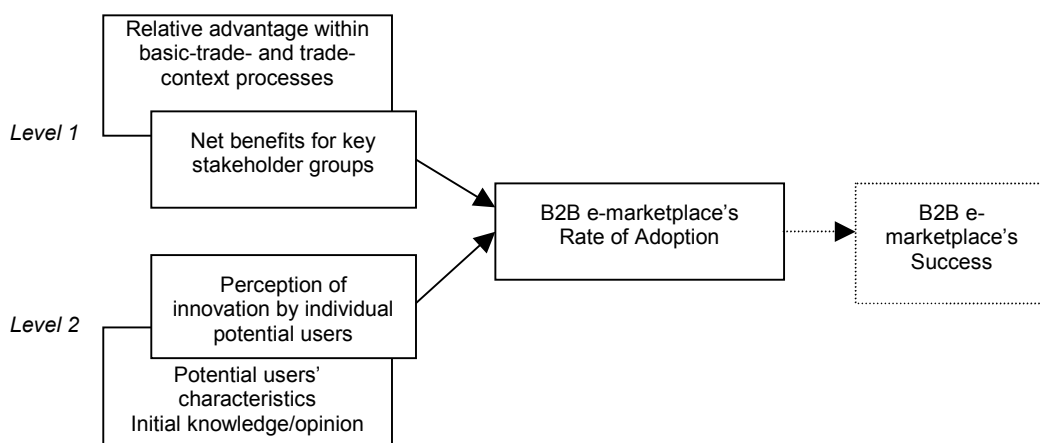 Relative advantage within
basic-trade- and trade-
context processes
Level 1
Net benefits for key
stakeholder groups
B2B e-marketplace’s
Rate of Adoption
B2B e-
marketplace’s
Success
Perception of
innovation by individual
potential users
Level 2
Potential users’
characteristics
Initial knowledge/opinion